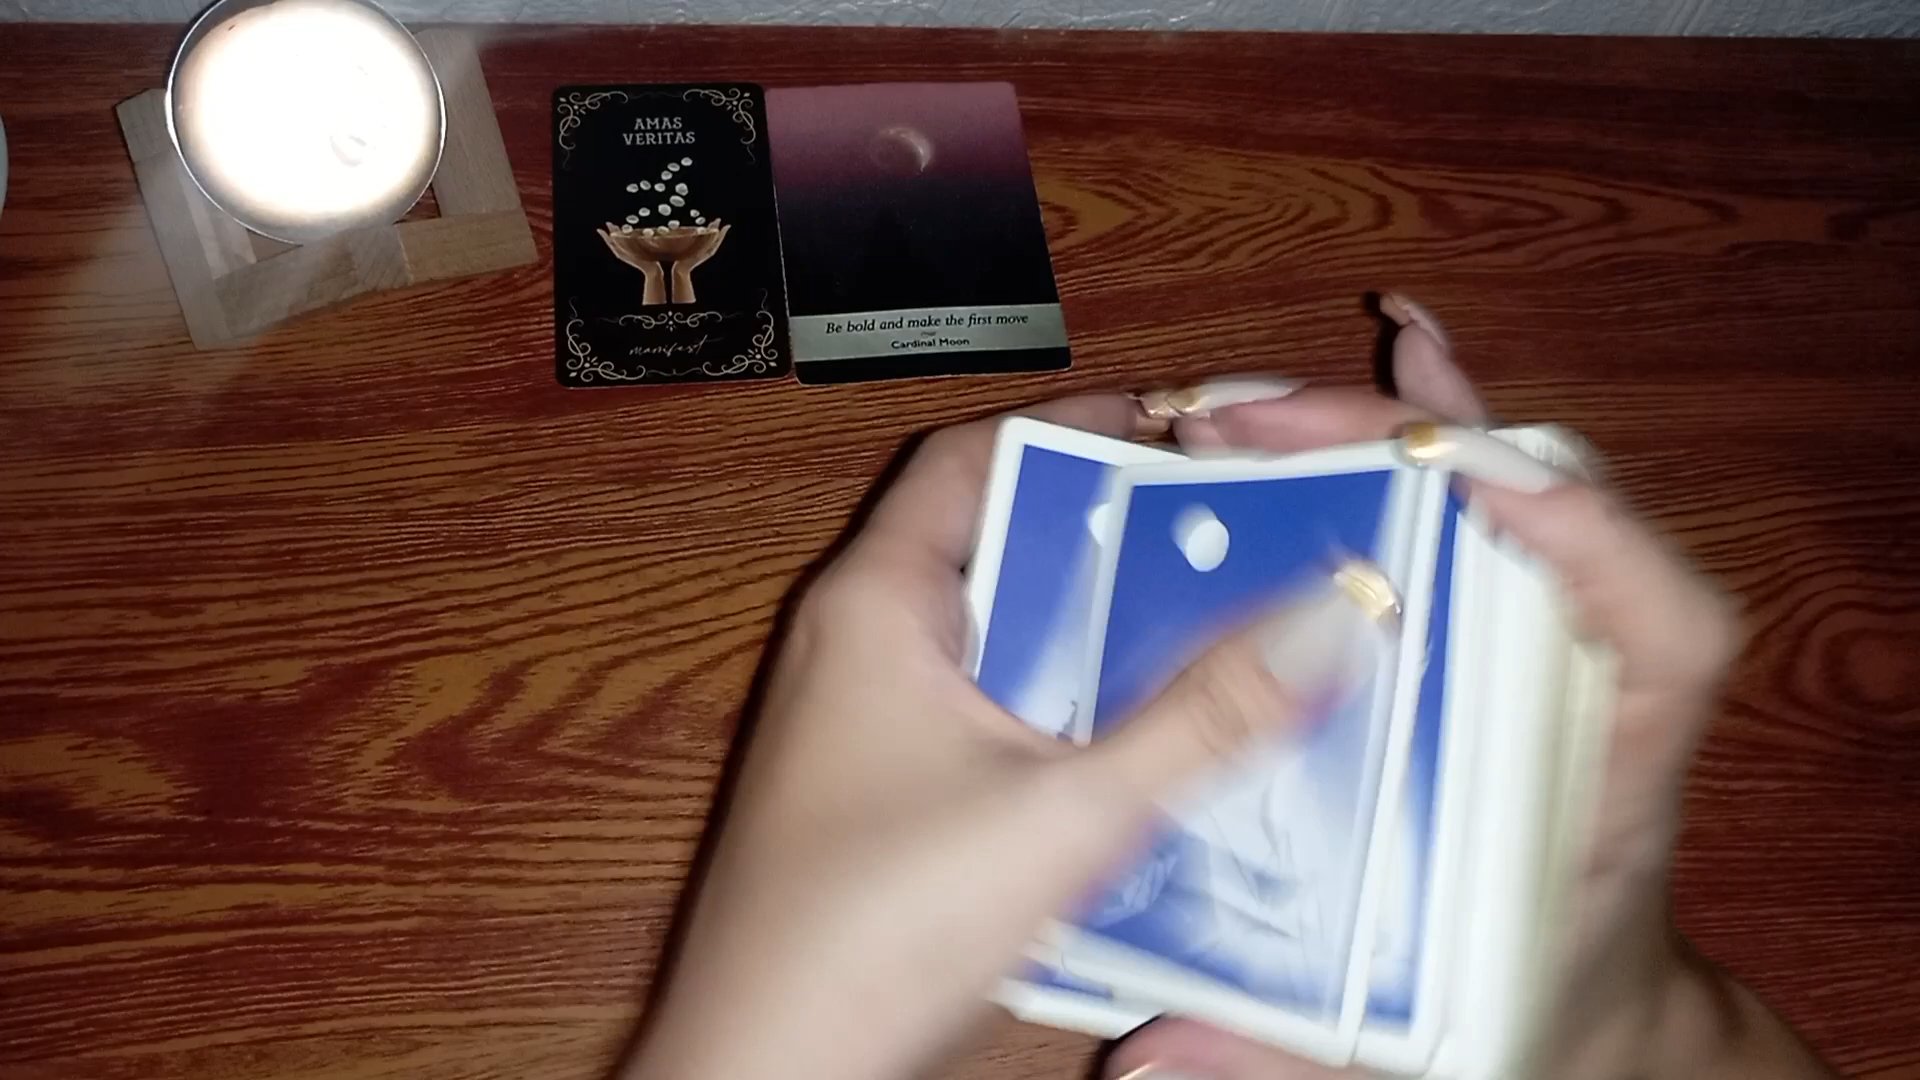 AMAS
VERITAS
manifest
Be bold and make the first move
Cardinal Moon